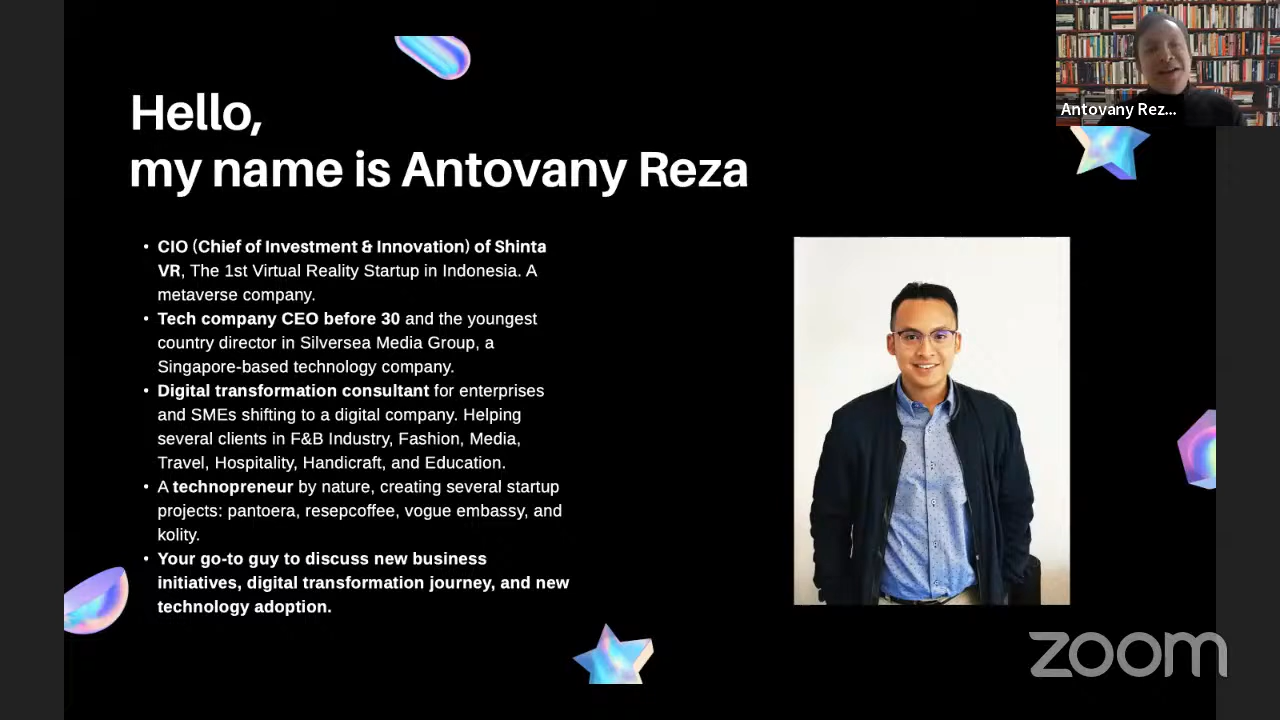 Hello,
my name is Antovany Reza
• CIO (Chief of Investment & Innovation) of Shinta
VR, The 1st Virtual Reality Startup in Indonesia. A
metaverse company.
• Tech company CEO before 30 and the youngest
country director in Silversea Media Group, a
Singapore-based technology company.
• Digital transformation consultant for enterprises
and SMEs shifting to a digital company. Helping
several clients in F&B Industry, Fashion, Media,
Travel, Hospitality, Handicraft, and Education.
• A technopreneur by nature, creating several startup
projects: pantoera, resepcoffee, vogue embassy, and
kolity.
• Your go-to guy to discuss new business
initiatives, digital transformation journey, and new
technology adoption.
Antovany Rez...
zoom